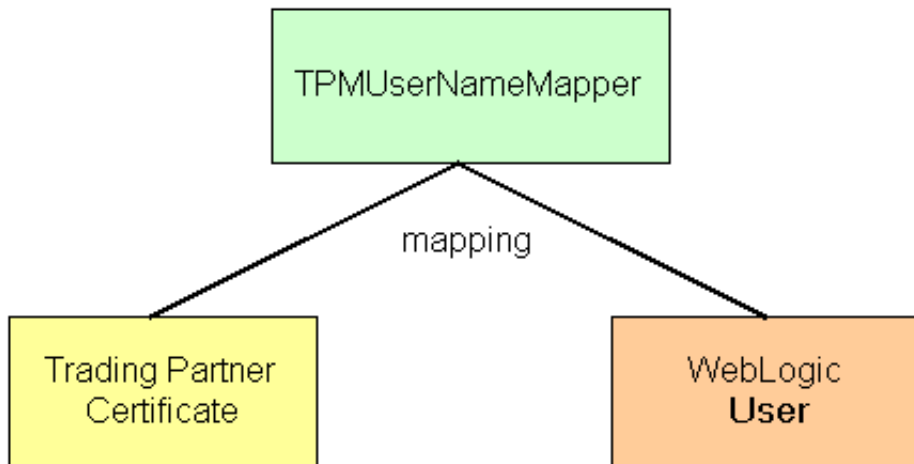 TPMUserNameMapper
mapping
Trading Partner
Certificate
WebLogic
User